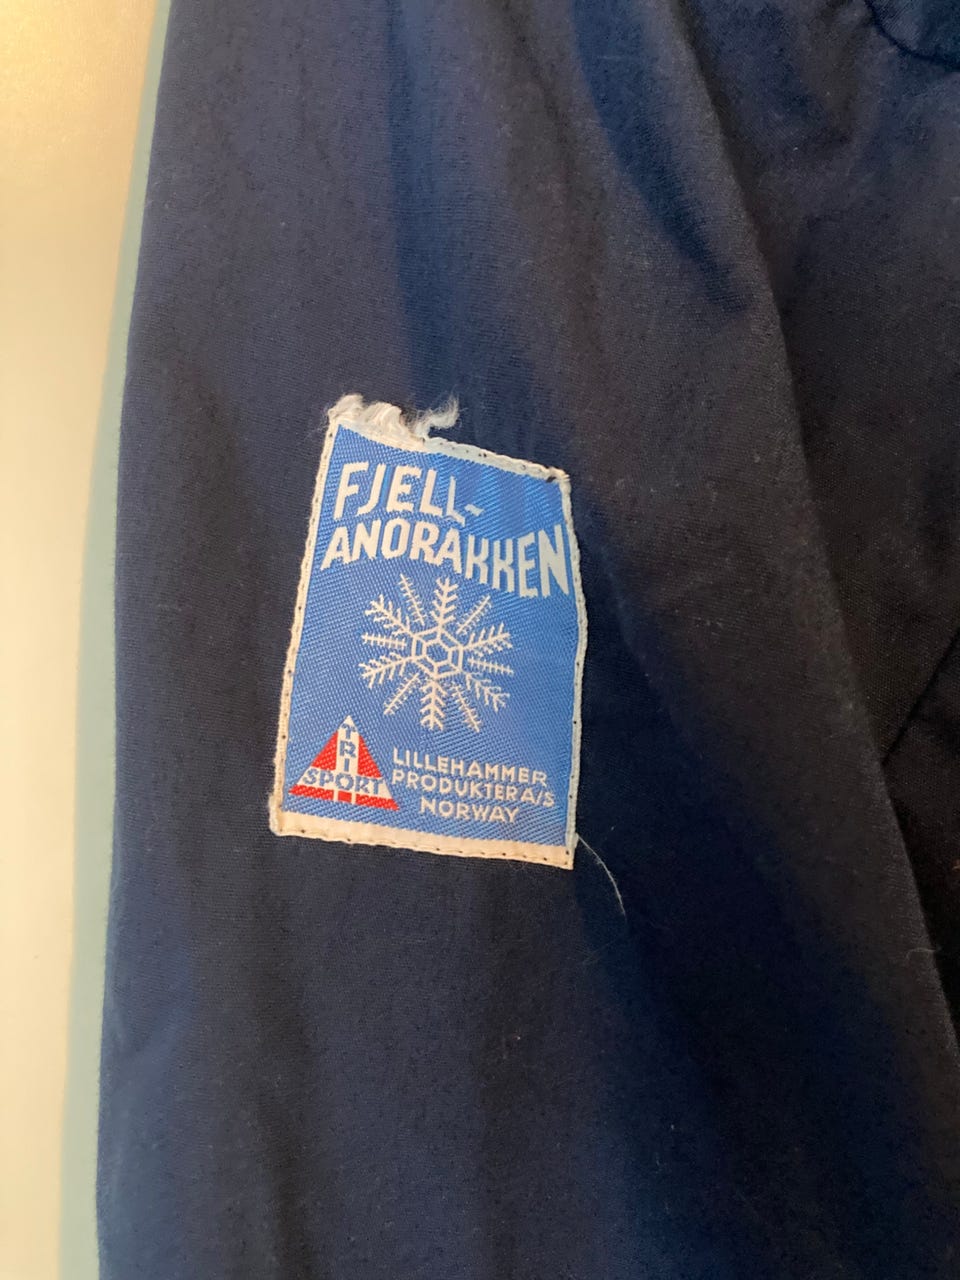 FJELL-
ANORAKKEN
TRI
SPORT
LILLEHAMMER
PRODUKTER A/S
NORWAY